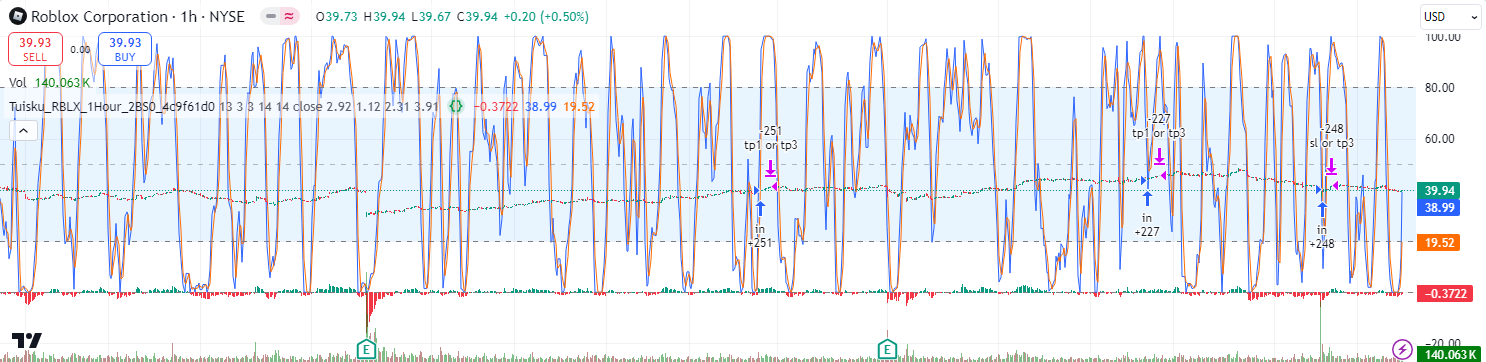 Roblox Corporation · 1h · NYSE O39.73 H39.94 L39.67 C39.94 +0.20 (+0.50%)
USD
39.93 SELL
0.00
39.93 BUY
Vol 140.063 K
Tuisku_RBLX_1Hour_2BS0_4c9f61d0 13 3 3 14 14 close 2.92 1.12 2.31 3.91 −0.3722 38.99 19.52
100.00
80.00
60.00
-251
tp1 or tp3
-227
tp1 or tp3
-248
sl or tp3
in
+251
in
+227
in
+248
39.94
38.99
19.52
−0.3722
−20.00
140.063 K
E
E